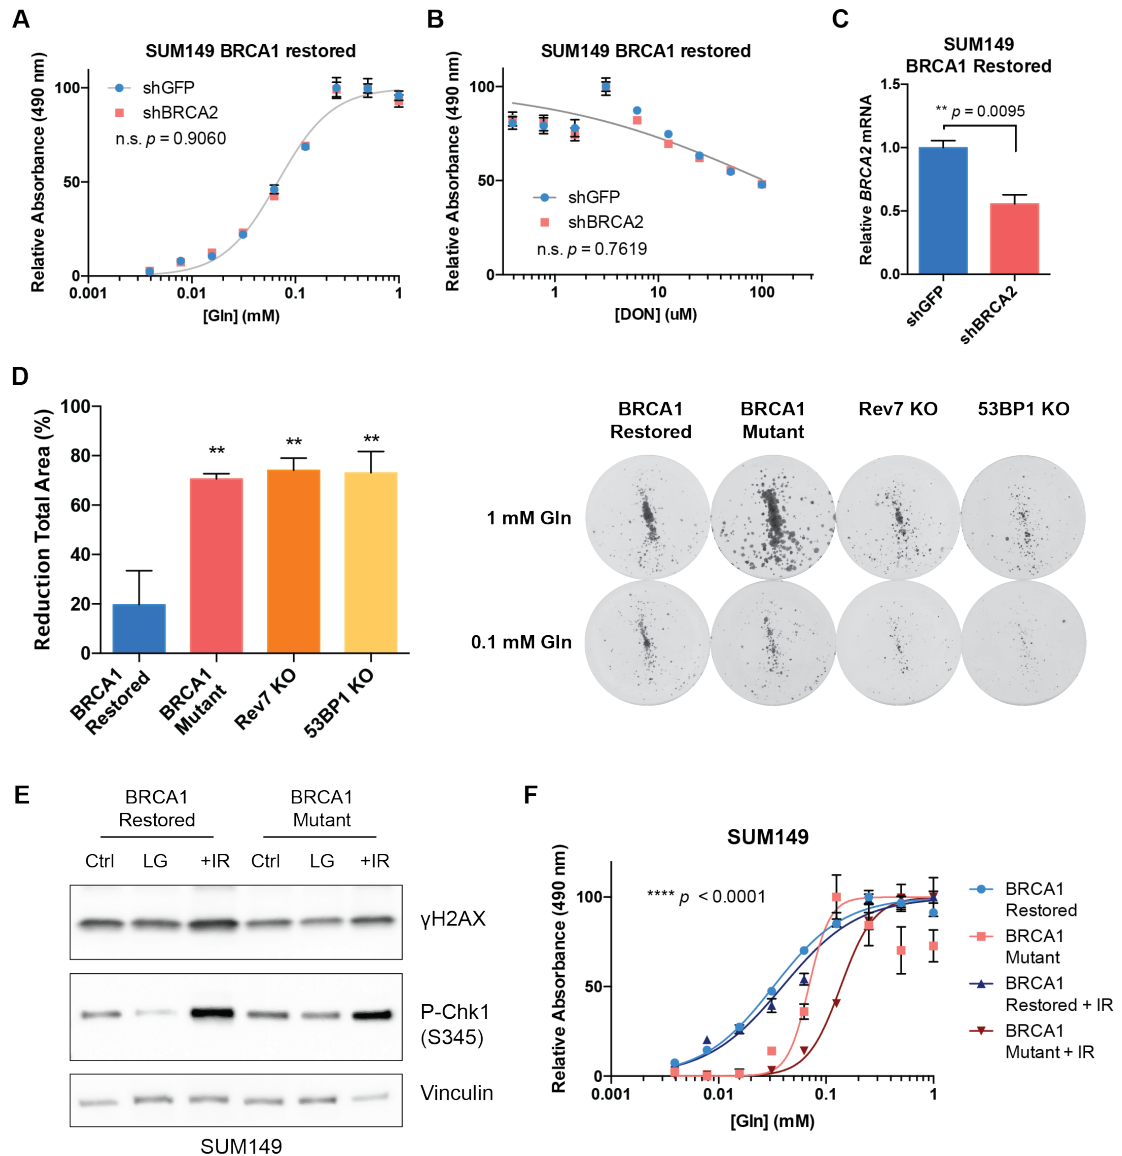 A
SUM149 BRCA1 restored
Relative Absorbance (490 nm)
100
50
0
shGFP
shBRCA2
n.s. p = 0.9060
0.001
0.01
0.1
1
[Gln] (mM)
B
SUM149 BRCA1 restored
Relative Absorbance (490 nm)
100
50
0
shGFP
shBRCA2
n.s. p = 0.7619
1
10
100
[DON] (uM)
C
SUM149
BRCA1 Restored
Relative BRCA2 mRNA
1.5
1.0
0.5
0.0
** p = 0.0095
shGFP
shBRCA2
D
Reduction Total Area (%)
100
80
60
40
20
0
**
**
**
BRCA1
Restored
BRCA1
Mutant
Rev7 KO
53BP1 KO
BRCA1
Restored
BRCA1
Mutant
Rev7 KO
53BP1 KO
1 mM Gln
0.1 mM Gln
E
BRCA1
Restored
BRCA1
Mutant
Ctrl LG +IR Ctrl LG +IR
γH2AX
P-Chk1
(S345)
Vinculin
SUM149
F
SUM149
Relative Absorbance (490 nm)
100
50
0
**** p < 0.0001
0.001
0.01
0.1
1
[Gln] (mM)
BRCA1
Restored
BRCA1
Mutant
BRCA1
Restored + IR
BRCA1
Mutant + IR